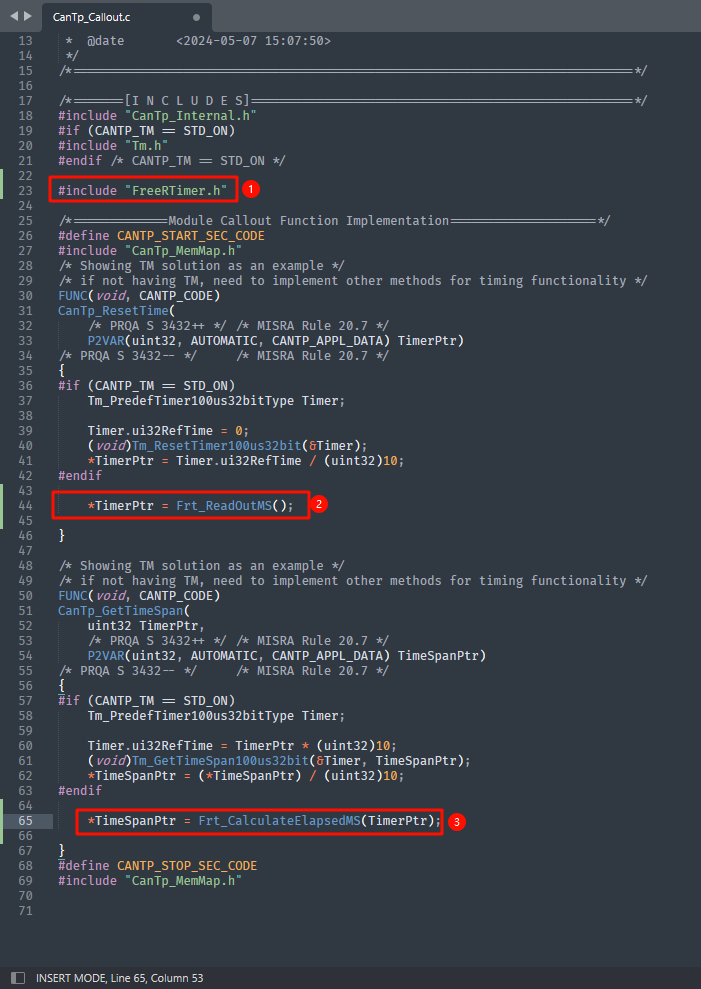 CanTp_Callout.c
13 * @date <2024-05-07 15:07:50>
14 */
15 /*============================================================================*/
16
17 /*=======[I N C L U D E S]====================================================*/
18 #include "CanTp_Internal.h"
19 #if (CANTP_TM == STD_ON)
20 #include "Tm.h"
21 #endif /* CANTP_TM == STD_ON */
22
23 #include "FreeRTimer.h" 1
24
25 /*=============Module Callout Function Implementation====================*/
26 #define CANTP_START_SEC_CODE
27 #include "CanTp_MemMap.h"
28 /* Showing TM solution as an example */
29 /* if not having TM, need to implement other methods for timing functionality */
30 FUNC(void, CANTP_CODE)
31 CanTp_ResetTime(
32 /* PRQA S 3432++ */ /* MISRA Rule 20.7 */
33 P2VAR(uint32, AUTOMATIC, CANTP_APPL_DATA) TimerPtr)
34 /* PRQA S 3432-- */ /* MISRA Rule 20.7 */
35 {
36 #if (CANTP_TM == STD_ON)
37 Tm_PredefTimer100us32bitType Timer;
38
39 Timer.ui32RefTime = 0;
40 (void)Tm_ResetTimer100us32bit(&Timer);
41 *TimerPtr = Timer.ui32RefTime / (uint32)10;
42 #endif
43
44 *TimerPtr = Frt_ReadOutMS(); 2
45
46 }
47
48 /* Showing TM solution as an example */
49 /* if not having TM, need to implement other methods for timing functionality */
50 FUNC(void, CANTP_CODE)
51 CanTp_GetTimeSpan(
52 uint32 TimerPtr,
53 /* PRQA S 3432++ */ /* MISRA Rule 20.7 */
54 P2VAR(uint32, AUTOMATIC, CANTP_APPL_DATA) TimeSpanPtr)
55 /* PRQA S 3432-- */ /* MISRA Rule 20.7 */
56 {
57 #if (CANTP_TM == STD_ON)
58 Tm_PredefTimer100us32bitType Timer;
59
60 Timer.ui32RefTime = TimerPtr * (uint32)10;
61 (void)Tm_GetTimeSpan100us32bit(&Timer, TimeSpanPtr);
62 *TimeSpanPtr = (*TimeSpanPtr) / (uint32)10;
63 #endif
64
65 *TimeSpanPtr = Frt_CalculateElapsedMS(TimerPtr); 3
66
67 }
68 #define CANTP_STOP_SEC_CODE
69 #include "CanTp_MemMap.h"
70
71
INSERT MODE, Line 65, Column 53